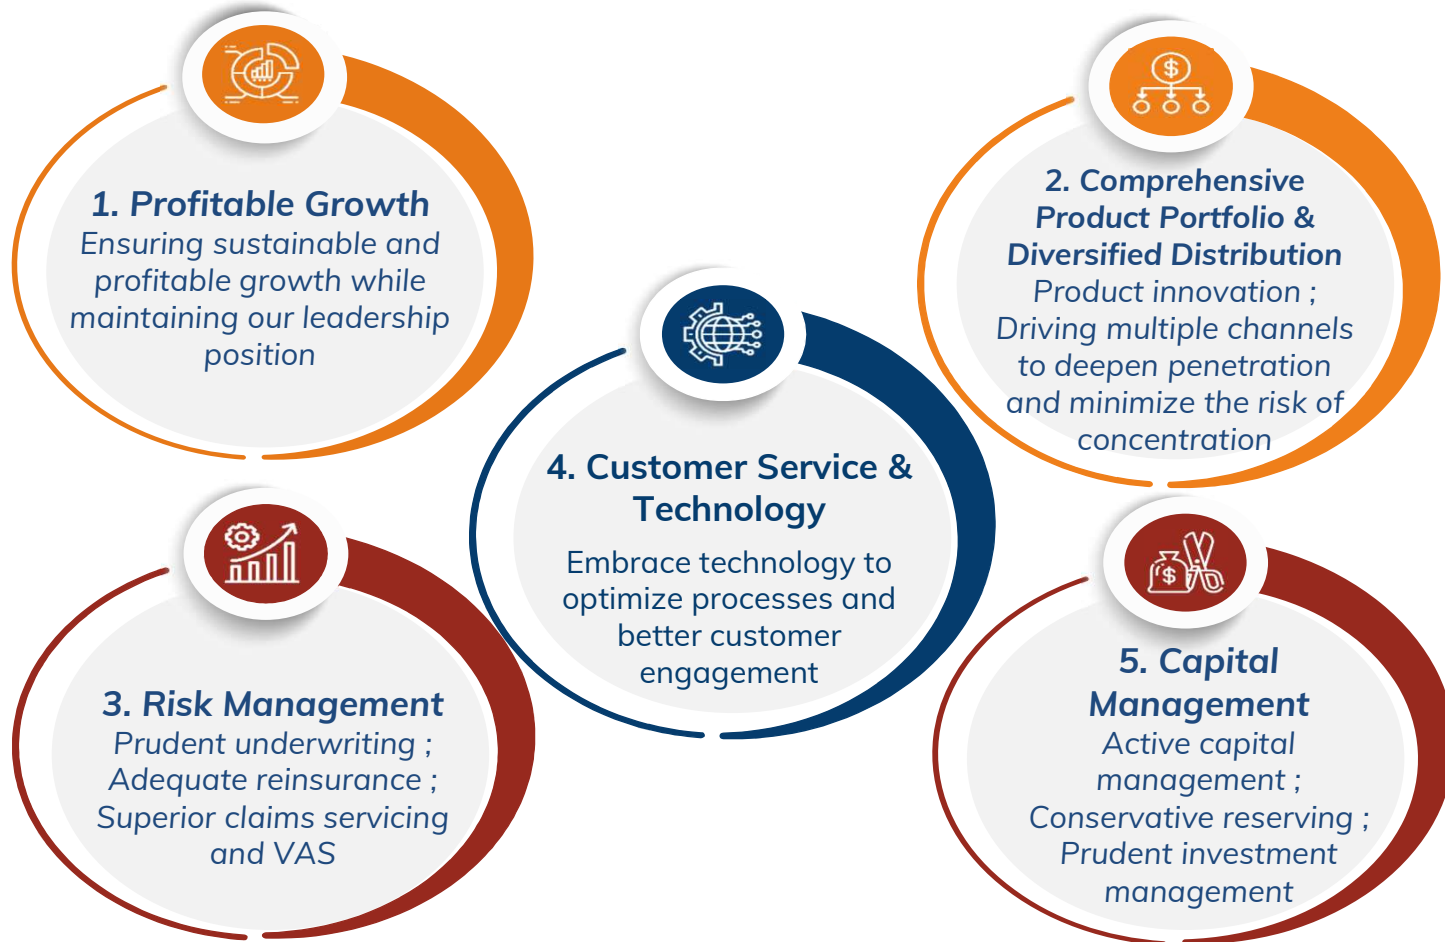 1. Profitable Growth
Ensuring sustainable and
profitable growth while
maintaining our leadership
position
2. Comprehensive
Product Portfolio &
Diversified Distribution
Product innovation ;
Driving multiple channels
to deepen penetration
and minimize the risk of
concentration
3. Risk Management
Prudent underwriting ;
Adequate reinsurance ;
Superior claims servicing
and VAS
4. Customer Service &
Technology
Embrace technology to
optimize processes and
better customer
engagement
5. Capital
Management
Active capital
management ;
Conservative reserving ;
Prudent investment
management